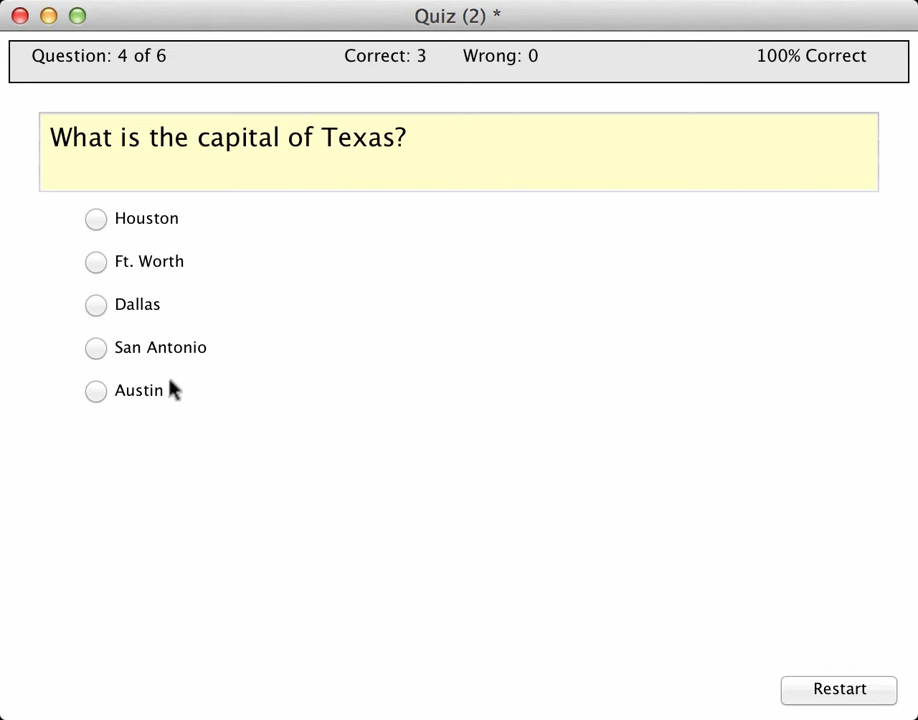 Quiz (2) *
Question: 4 of 6 Correct: 3 Wrong: 0 100% Correct
What is the capital of Texas?
Houston
Ft. Worth
Dallas
San Antonio
Austin
Restart